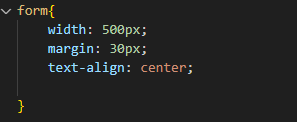 form{
    width: 500px;
    margin: 30px;
    text-align: center;
}